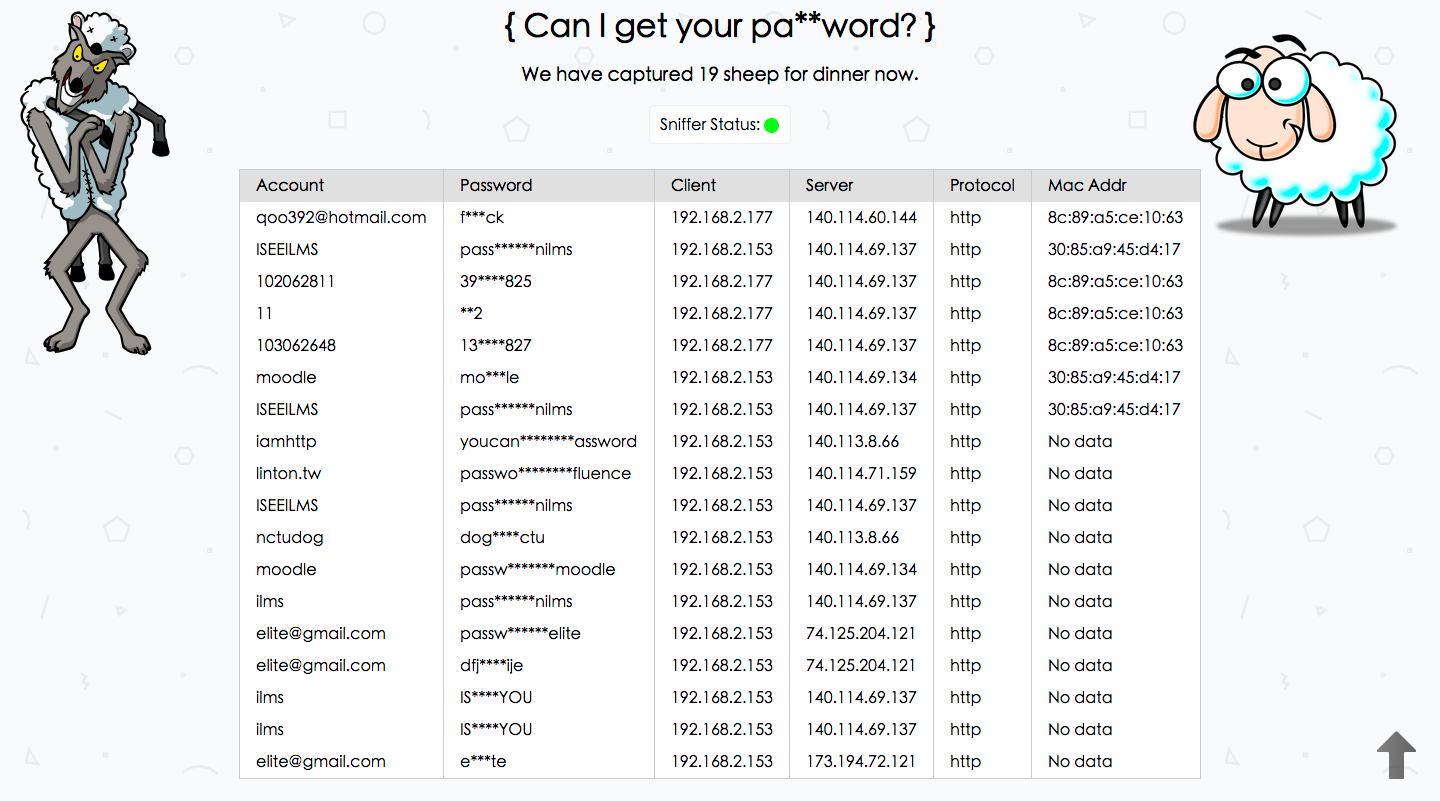 { Can I get your pa**word? }
We have captured 19 sheep for dinner now.
Sniffer Status:
Account Password Client Server Protocol Mac Addr
qoo392@hotmail.com f***ck 192.168.2.177 140.114.60.144 http 8c:89:a5:ce:10:63
ISEEILMS pass******nilms 192.168.2.153 140.114.69.137 http 30:85:a9:45:d4:17
102062811 39****825 192.168.2.177 140.114.69.137 http 8c:89:a5:ce:10:63
11 **2 192.168.2.177 140.114.69.137 http 8c:89:a5:ce:10:63
103062648 13****827 192.168.2.177 140.114.69.137 http 8c:89:a5:ce:10:63
moodle mo***le 192.168.2.153 140.114.69.134 http 30:85:a9:45:d4:17
ISEEILMS pass******nilms 192.168.2.153 140.114.69.137 http 30:85:a9:45:d4:17
iamhttp youcan********assword 192.168.2.153 140.113.8.66 http No data
linton.tw passwo********fluence 192.168.2.153 140.114.71.159 http No data
ISEEILMS pass******nilms 192.168.2.153 140.114.69.137 http No data
nctudog dog****ctu 192.168.2.153 140.113.8.66 http No data
moodle passw*******moodle 192.168.2.153 140.114.69.134 http No data
ilms pass******nilms 192.168.2.153 140.114.69.137 http No data
elite@gmail.com passw******elite 192.168.2.153 74.125.204.121 http No data
elite@gmail.com dfj****ije 192.168.2.153 74.125.204.121 http No data
ilms IS****YOU 192.168.2.153 140.114.69.137 http No data
ilms IS****YOU 192.168.2.153 140.114.69.137 http No data
elite@gmail.com e***te 192.168.2.153 173.194.72.121 http No data